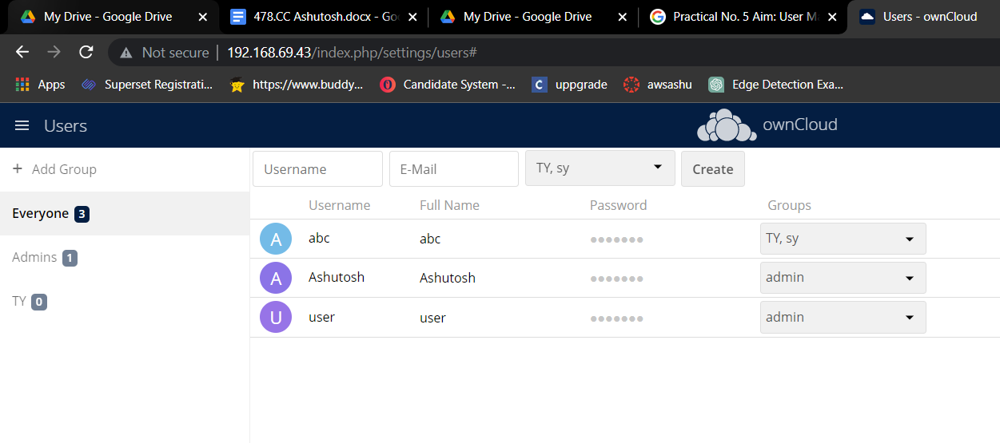 My Drive - Google Drive
478.CC Ashutosh.docx - Go
My Drive - Google Drive
Practical No. 5 Aim: User Ma
Users - ownCloud
Not secure | 192.168.69.43/index.php/settings/users#
Apps
Superset Registrati...
https://www.buddy...
Candidate System -...
C uppgrade
awsashu
Edge Detection Exa...
Users
ownCloud
+ Add Group
Username E-Mail TY, sy Create
Everyone 3
Admins 1
TY 0
Username Full Name Password Groups
A abc abc ●●●●●●● TY, sy
A Ashutosh Ashutosh ●●●●●●● admin
U user user ●●●●●●● admin